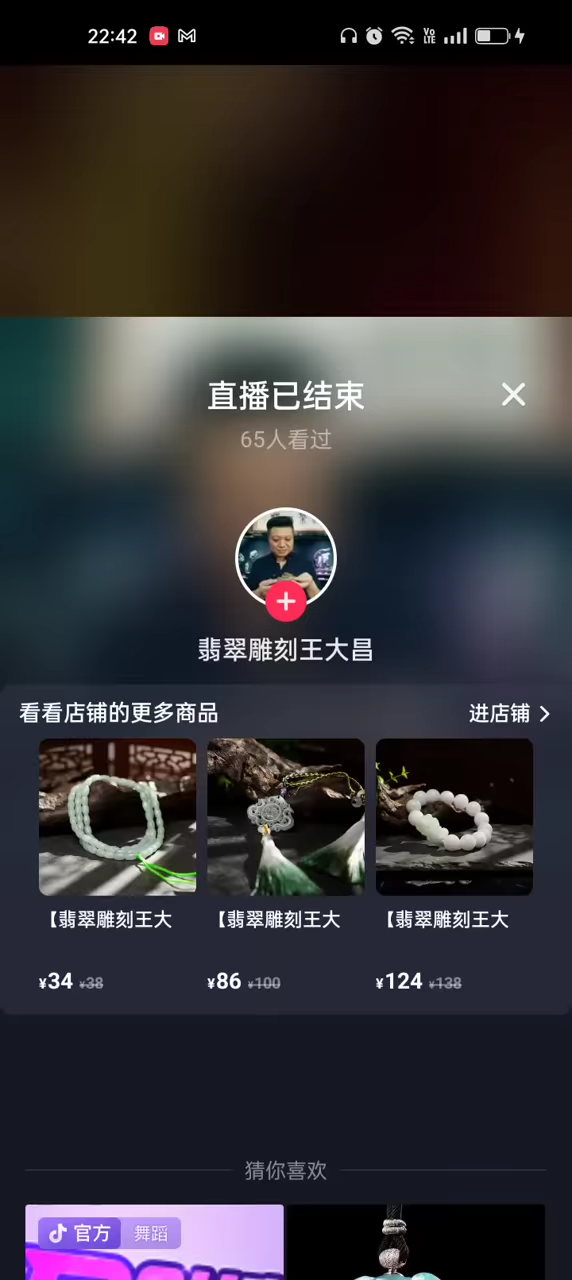 22:42
直播已结束
65人看过
翡翠雕刻王大昌
看看店铺的更多商品
进店铺
【翡翠雕刻王大
【翡翠雕刻王大
【翡翠雕刻王大
¥34 ¥38
¥86 ¥100
¥124 ¥138
猜你喜欢
官方 舞蹈